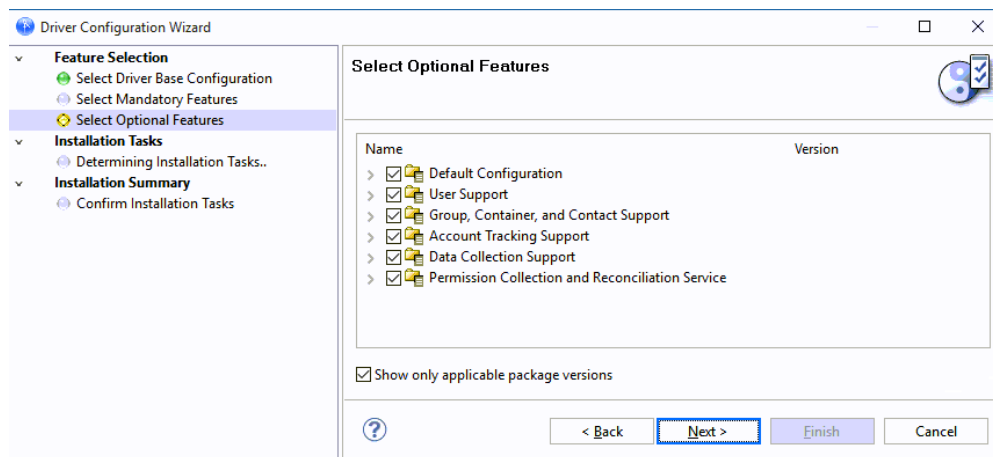 Driver Configuration Wizard
Feature Selection
Select Driver Base Configuration
Select Mandatory Features
Select Optional Features
Installation Tasks
Determining Installation Tasks..
Installation Summary
Confirm Installation Tasks
Select Optional Features
Name Version
Default Configuration
User Support
Group, Container, and Contact Support
Account Tracking Support
Data Collection Support
Permission Collection and Reconciliation Service
Show only applicable package versions
? < Back Next > Finish Cancel